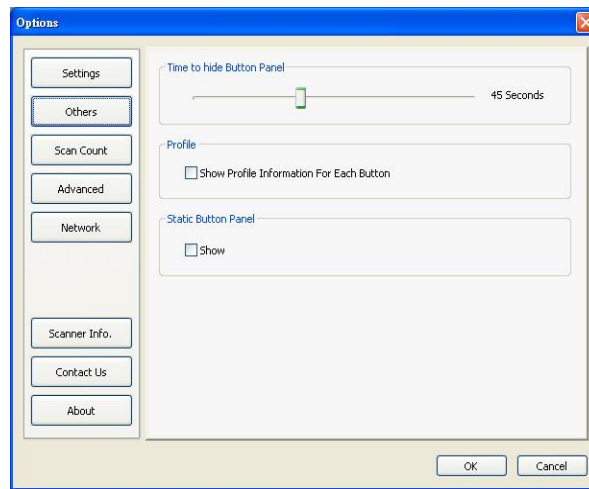 Options
Settings
Others
Scan Count
Advanced
Network
Scanner Info.
Contact Us
About
Time to hide Button Panel
45 Seconds
Profile
Show Profile Information For Each Button
Static Button Panel
Show
OK
Cancel